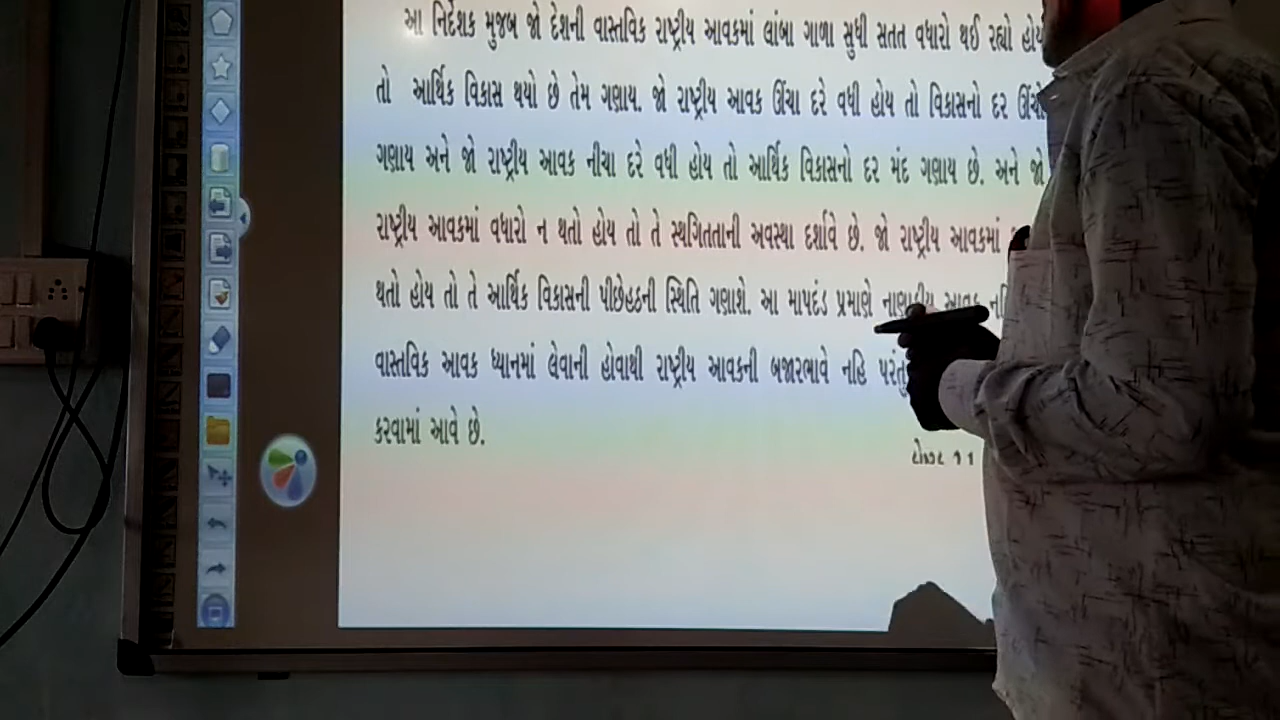 આ નિર્દેશક મુજબ જો દેશની વાસ્તવિક રાષ્ટ્રીય આવકમાં લાંબા ગાળા સુધી સતત વધારો થઈ રહ્યો હોય
તો આર્થિક વિકાસ થયો છે તેમ ગણાય. જો રાષ્ટ્રીય આવક ઊંચા દરે વધી હોય તો વિકાસનો દર ઊંચો
ગણાય અને જો રાષ્ટ્રીય આવક નીચા દરે વધી હોય તો આર્થિક વિકાસનો દર મંદ ગણાય છે. અને જો
રાષ્ટ્રીય આવકમાં વધારો ન થતો હોય તો તે સ્થગિતતાની અવસ્થા દર્શાવે છે. જો રાષ્ટ્રીય આવકમાં
થતો હોય તો તે આર્થિક વિકાસની પીછેહઠની સ્થિતિ ગણાશે. આ માપદંડ પ્રમાણે નાણાકીય આવક
વાસ્તવિક આવક ધ્યાનમાં લેવાની હોવાથી રાષ્ટ્રીય આવકની બજારભાવે નહિ પરંતુ
કરવામાં આવે છે.